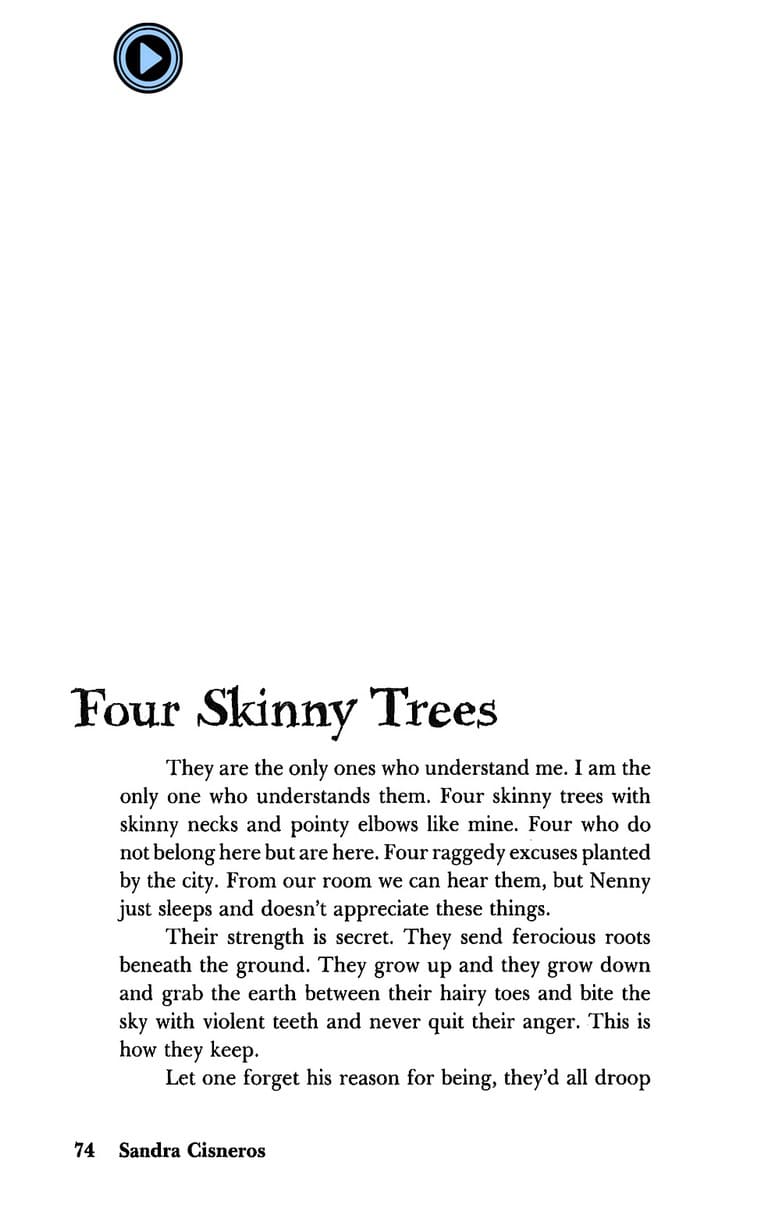 Four Skinny Trees
They are the only ones who understand me. I am the
only one who understands them. Four skinny trees with
skinny necks and pointy elbows like mine. Four who do
not belong here but are here. Four raggedy excuses planted
by the city. From our room we can hear them, but Nenny
just sleeps and doesn't appreciate these things.
Their strength is secret. They send ferocious roots
beneath the ground. They grow up and they grow down
and grab the earth between their hairy toes and bite the
sky with violent teeth and never quit their anger. This is
how they keep.
Let one forget his reason for being, they'd all droop
74 Sandra Cisneros